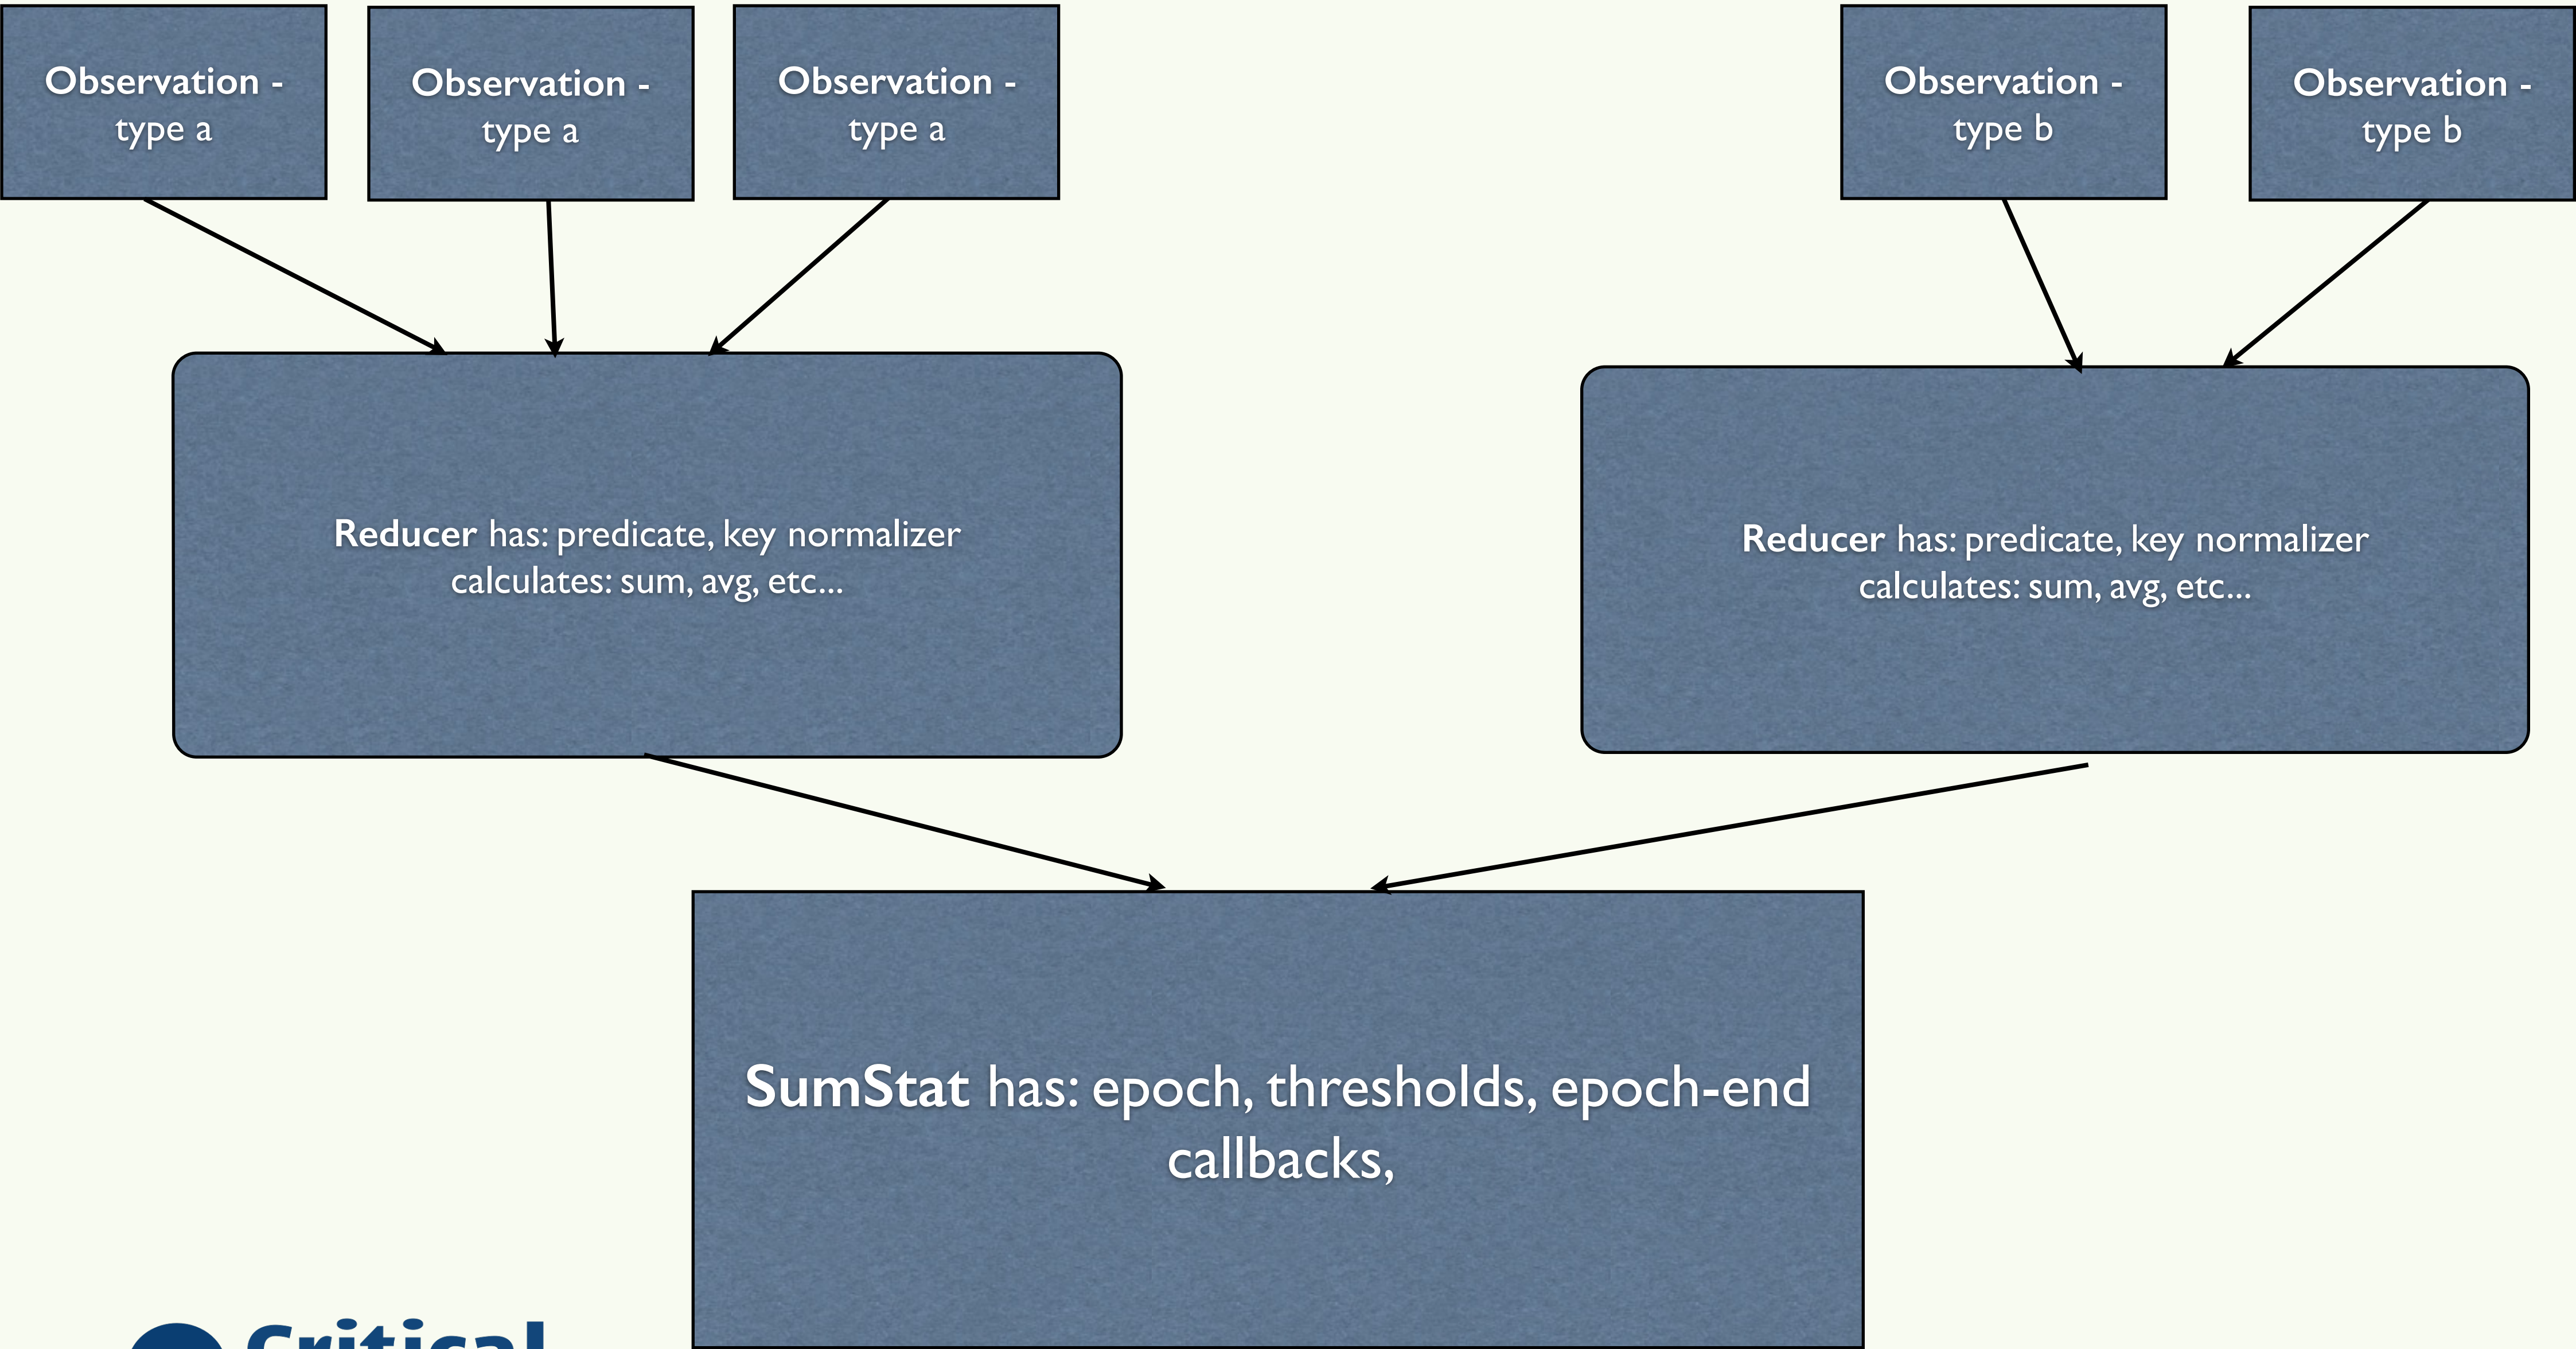 Observation -
type a
Observation -
type a
Observation -
type a
Observation -
type b
Observation -
type b
Reducer has: predicate, key normalizer
calculates: sum, avg, etc...
Reducer has: predicate, key normalizer
calculates: sum, avg, etc...
SumStat has: epoch, thresholds, epoch-end
callbacks,
Critical